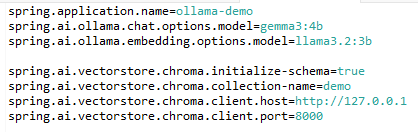 spring.application.name=ollama-demo
spring.ai.ollama.chat.options.model=gemma3:4b
spring.ai.ollama.embedding.options.model=llama3.2:3b
spring.ai.vectorstore.chroma.initialize-schema=true
spring.ai.vectorstore.chroma.collection-name=demo
spring.ai.vectorstore.chroma.client.host=http://127.0.0.1
spring.ai.vectorstore.chroma.client.port=8000